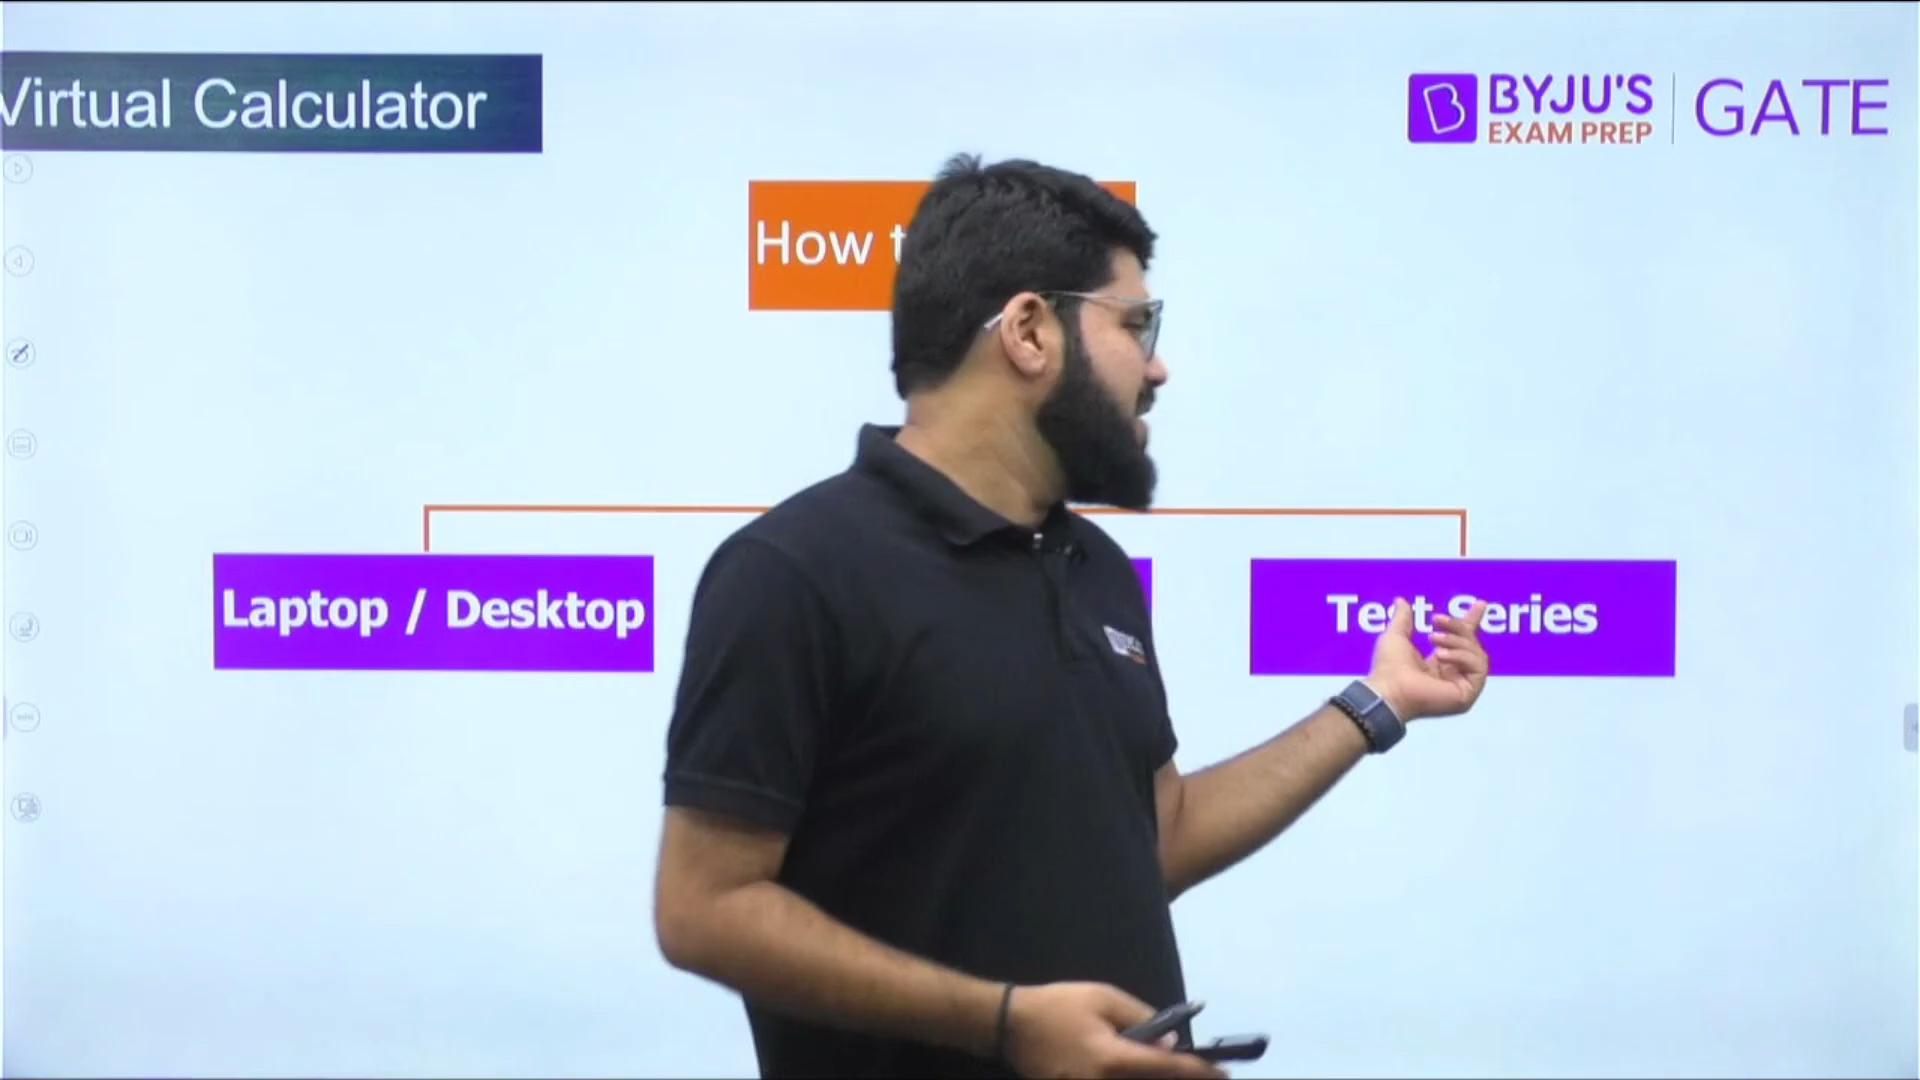 Virtual Calculator
BYJU'S
EXAM PREP
GATE
How
Laptop / Desktop
Test Series